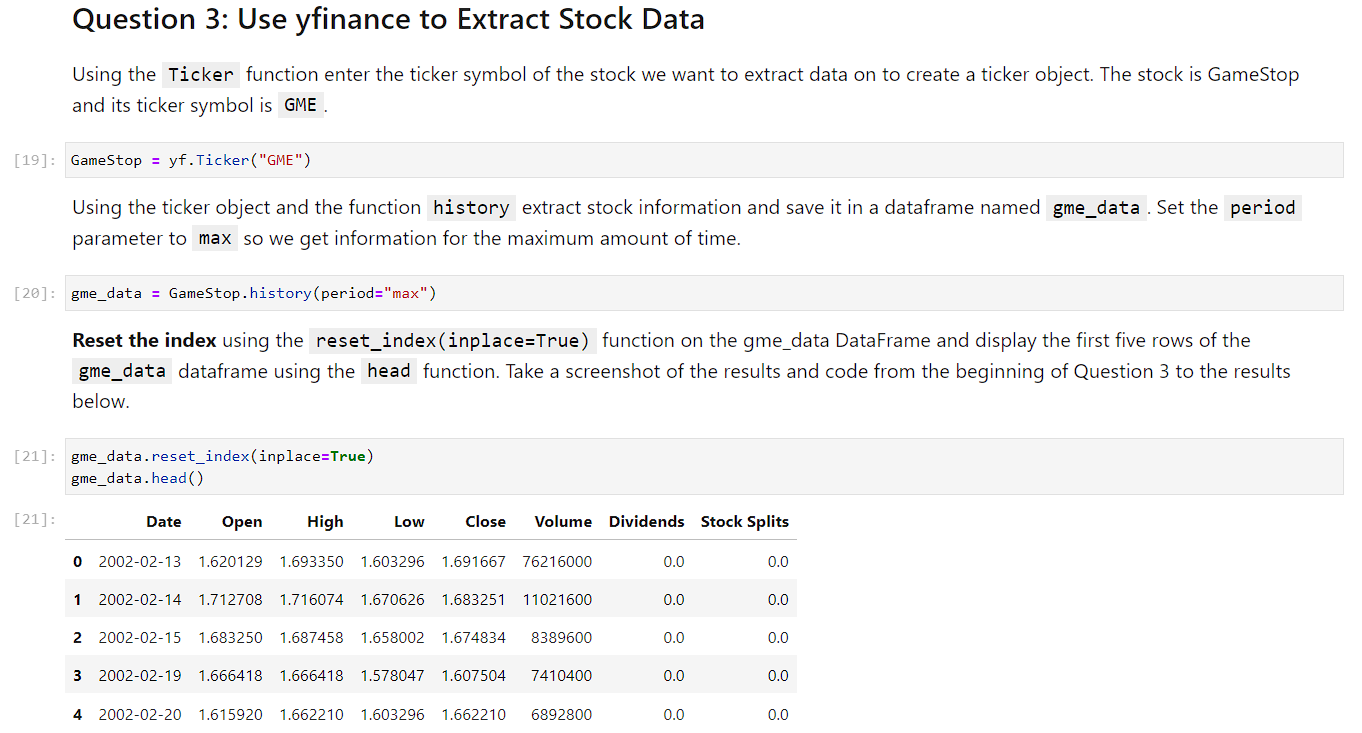 Question 3: Use yfinance to Extract Stock Data
Using the Ticker function enter the ticker symbol of the stock we want to extract data on to create a ticker object. The stock is GameStop
and its ticker symbol is GME .
[19]: GameStop = yf.Ticker("GME")
Using the ticker object and the function history extract stock information and save it in a dataframe named gme_data . Set the period
parameter to max so we get information for the maximum amount of time.
[20]: gme_data = GameStop.history(period="max")
Reset the index using the reset_index(inplace=True) function on the gme_data DataFrame and display the first five rows of the
gme_data dataframe using the head function. Take a screenshot of the results and code from the beginning of Question 3 to the results
below.
[21]: gme_data.reset_index(inplace=True)
gme_data.head()
[21]: Date Open High Low Close Volume Dividends Stock Splits
0 2002-02-13 1.620129 1.693350 1.603296 1.691667 76216000 0.0 0.0
1 2002-02-14 1.712708 1.716074 1.670626 1.683251 11021600 0.0 0.0
2 2002-02-15 1.683250 1.687458 1.658002 1.674834 8389600 0.0 0.0
3 2002-02-19 1.666418 1.666418 1.578047 1.607504 7410400 0.0 0.0
4 2002-02-20 1.615920 1.662210 1.603296 1.662210 6892800 0.0 0.0